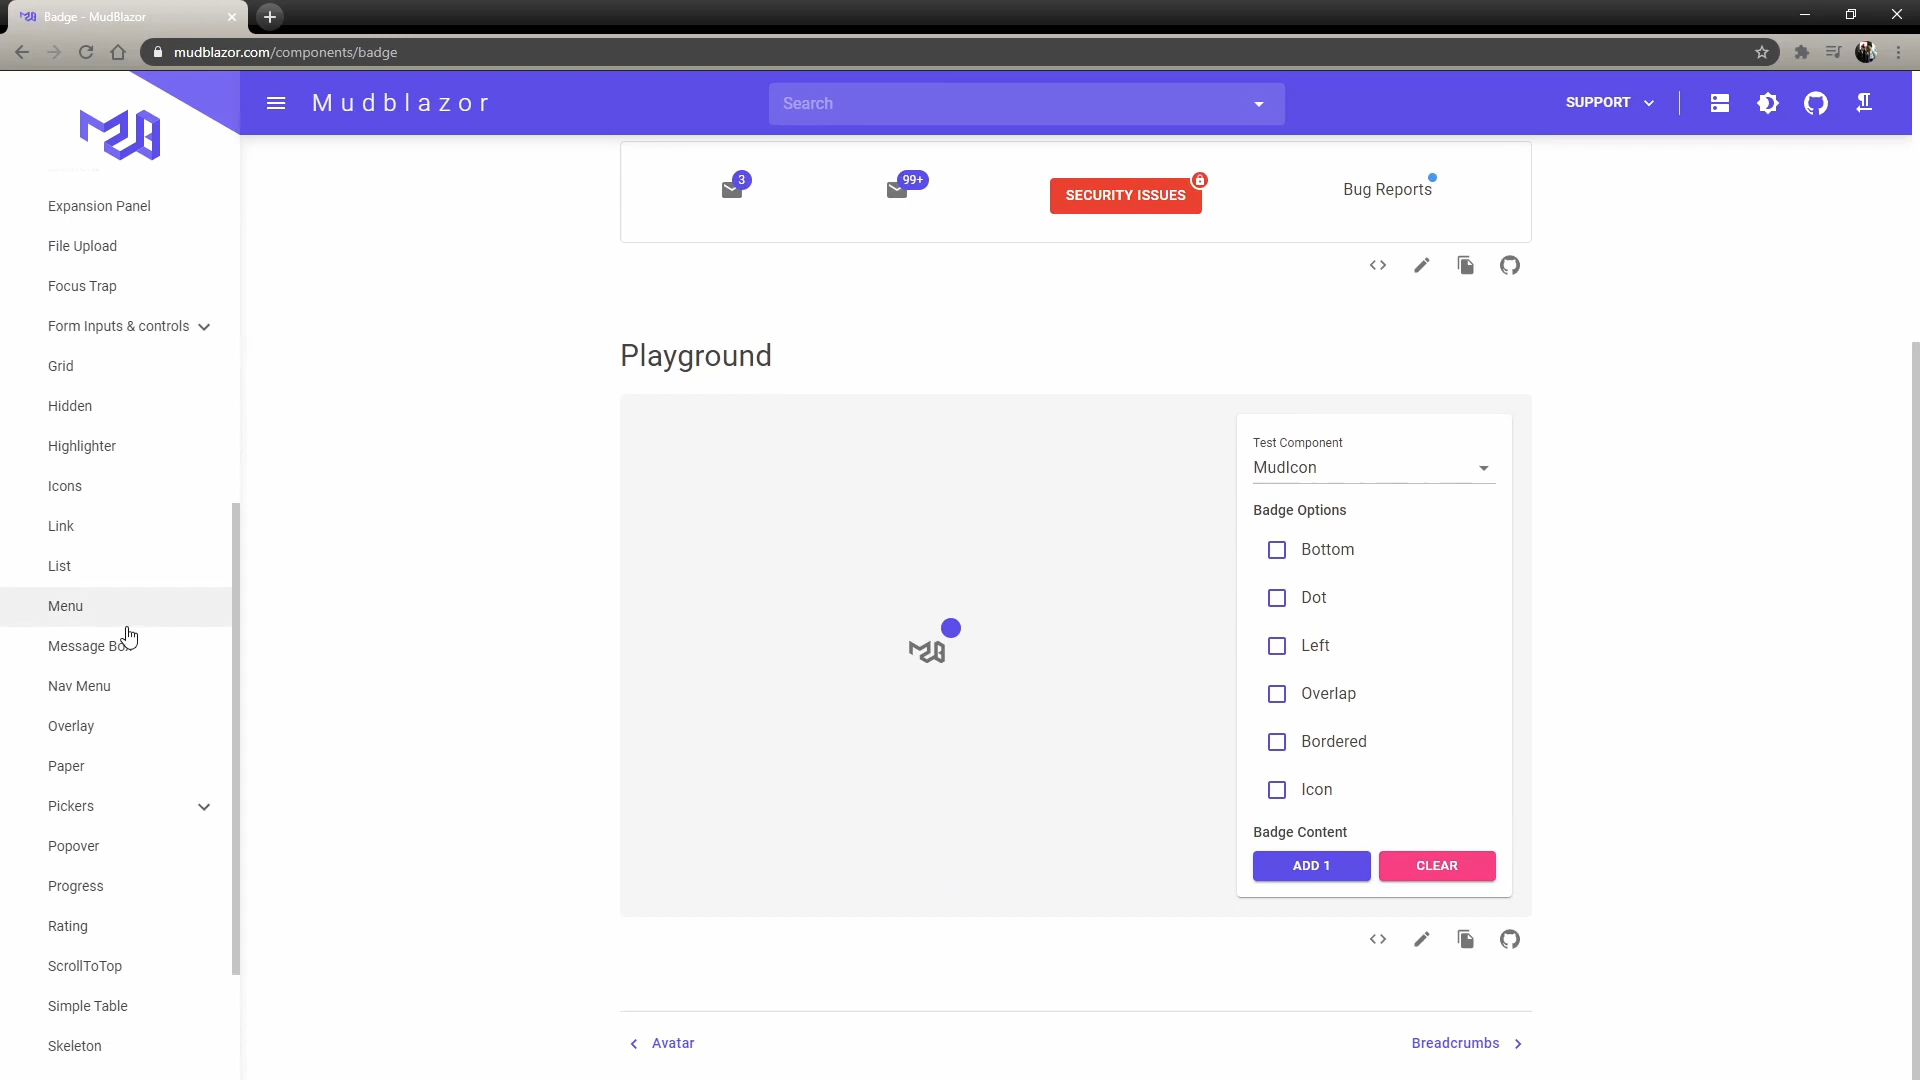 Badge - MudBlazor
mudblazor.com/components/badge
Mudblazor
Search
SUPPORT
Expansion Panel
File Upload
Focus Trap
Form Inputs & controls
Grid
Hidden
Highlighter
Icons
Link
List
Menu
Message Box
Nav Menu
Overlay
Paper
Pickers
Popover
Progress
Rating
ScrollToTop
Simple Table
Skeleton
3
99+
SECURITY ISSUES
Bug Reports
Playground
Test Component
MudIcon
Badge Options
Bottom
Dot
Left
Overlap
Bordered
Icon
Badge Content
ADD 1
CLEAR
Avatar
Breadcrumbs